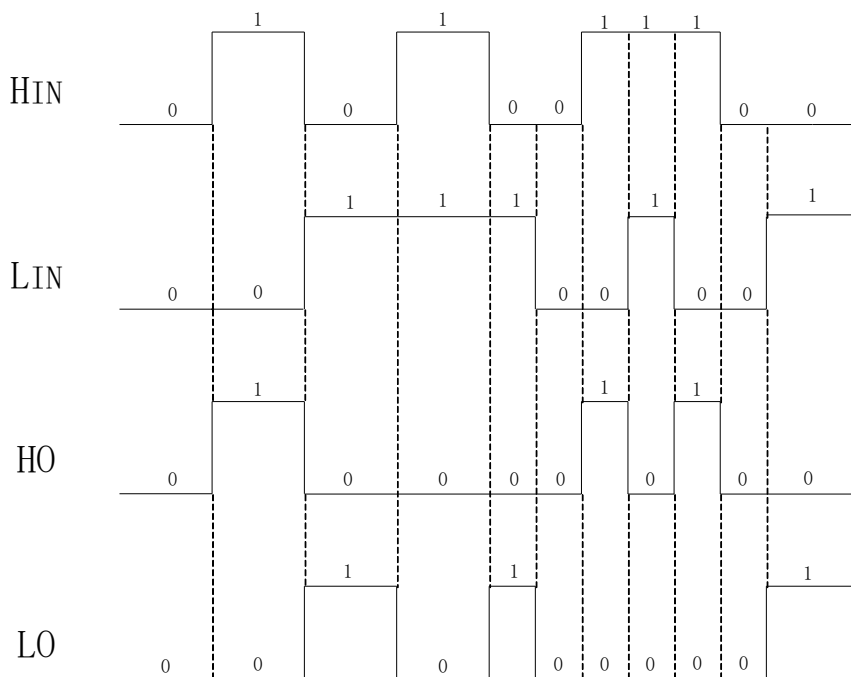 1 1 1 1 1
HIN 0 0 0 0 0 0
1 1 1 1 1
LIN 0 0 0 0 0 0
1 1 1
HO 0 0 0 0 0 0 0 0
1 1 1
LO 0 0 0 0 0 0 0 0